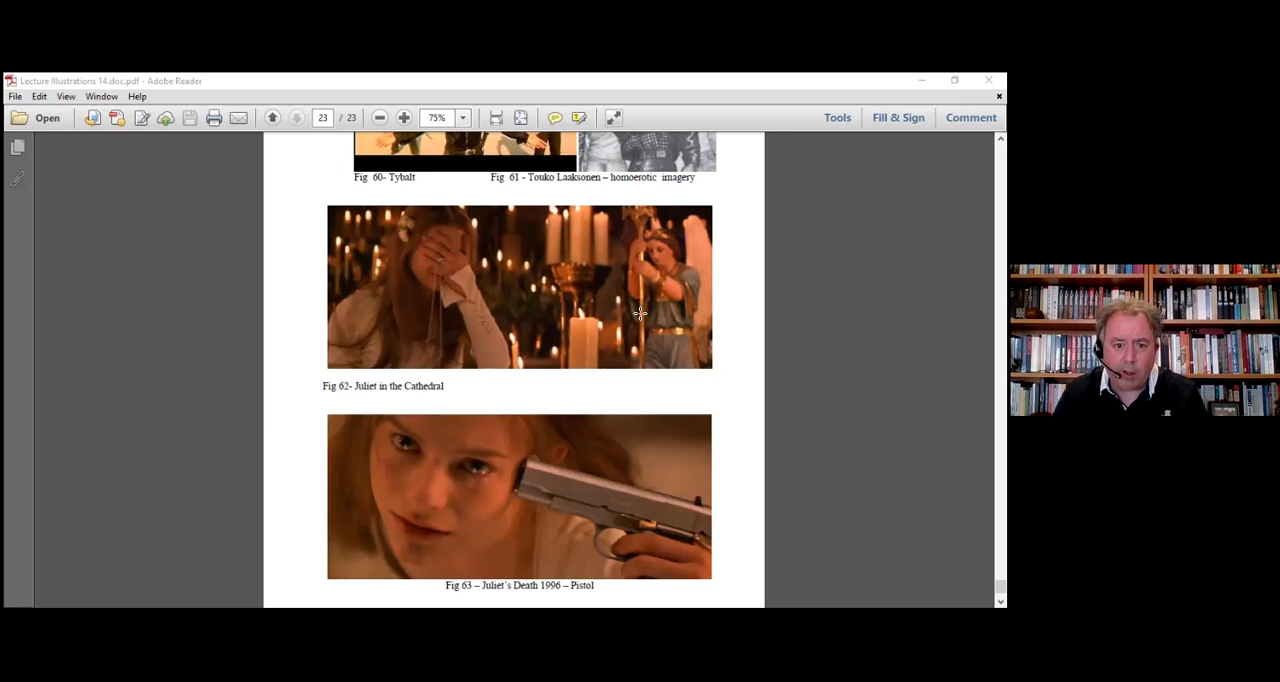 Lecture Illustrations 14.doc.pdf - Adobe Reader
File Edit View Window Help
Open 23 / 23 75% Tools Fill & Sign Comment
Fig 60- Tybalt Fig 61 - Touko Laaksonen – homoerotic imagery
Fig 62- Juliet in the Cathedral
Fig 63 – Juliet's Death 1996 – Pistol